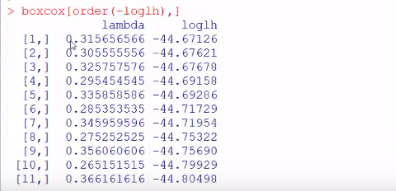 > boxcox[order(-loglh),]
lambda loglh
[1,] 0.315656566 -44.67126
[2,] 0.305555556 -44.67621
[3,] 0.325757576 -44.67678
[4,] 0.295454545 -44.69158
[5,] 0.335858586 -44.69286
[6,] 0.285353535 -44.71729
[7,] 0.345959596 -44.71954
[8,] 0.275252525 -44.75322
[9,] 0.356060606 -44.75690
[10,] 0.265151515 -44.79929
[11,] 0.366161616 -44.80498